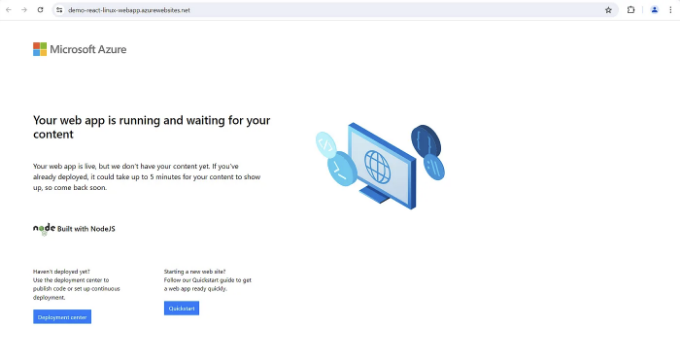 demo-react-linux-webapp.azurewebsites.net
Microsoft Azure
Your web app is running and waiting for your
content
Your web app is live, but we don't have your content yet. If you've
already deployed, it could take up to 5 minutes for your content to show
up, so come back soon.
node Built with NodeJS
Haven't deployed yet?
Use the deployment center to
publish code or set up continuous
deployment.
Deployment center
Starting a new web site?
Follow our Quickstart guide to get
a web app ready quickly.
Quickstart